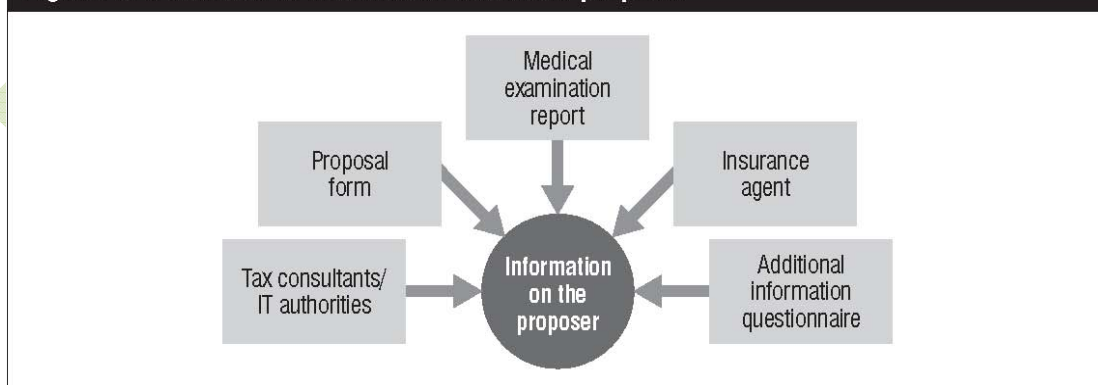 Medical
examination
report
Proposal
form
Insurance
agent
Tax consultants/
IT authorities
Information
on the
proposer
Additional
information
questionnaire